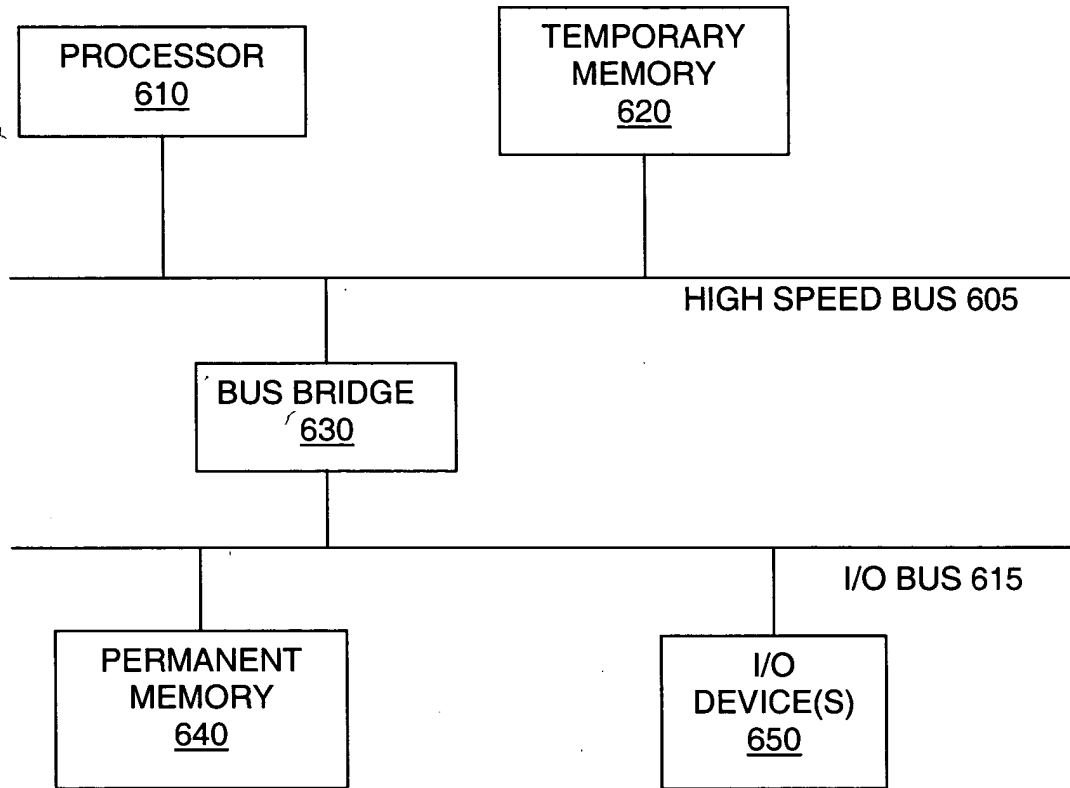 PROCESSOR
610
TEMPORARY
MEMORY
620
HIGH SPEED BUS 605
BUS BRIDGE
630
I/O BUS 615
PERMANENT
MEMORY
640
I/O
DEVICE(S)
650